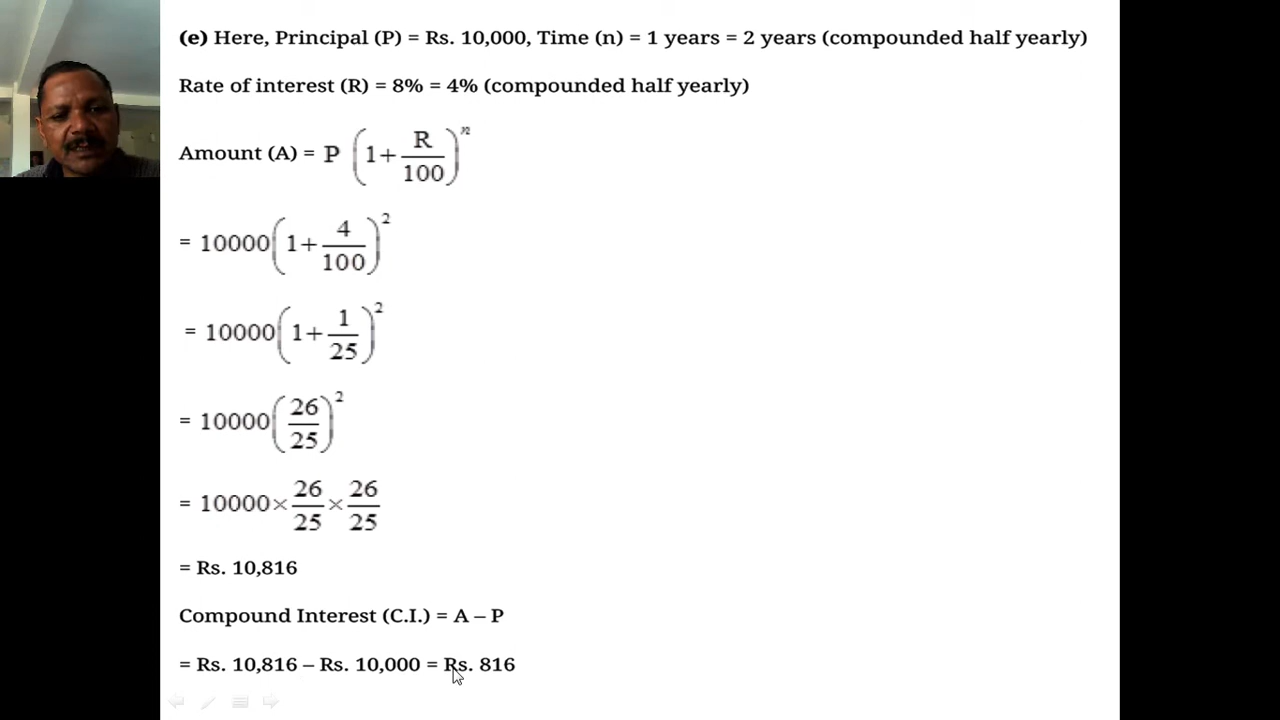 (e) Here, Principal (P) = Rs. 10,000, Time (n) = 1 years = 2 years (compounded half yearly)
Rate of interest (R) = 8% = 4% (compounded half yearly)
Amount (A) = P (1+R/100)^n
= 10000(1+4/100)^2
= 10000(1+1/25)^2
= 10000(26/25)^2
= 10000×26/25×26/25
= Rs. 10,816
Compound Interest (C.I.) = A – P
= Rs. 10,816 – Rs. 10,000 = Rs. 816